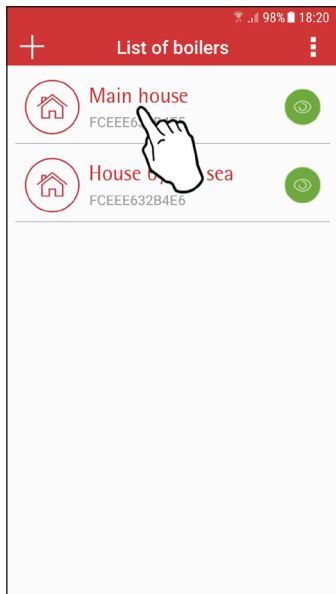 98% 18:20
List of boilers
Main house
House sea
FCEEE632B4E6